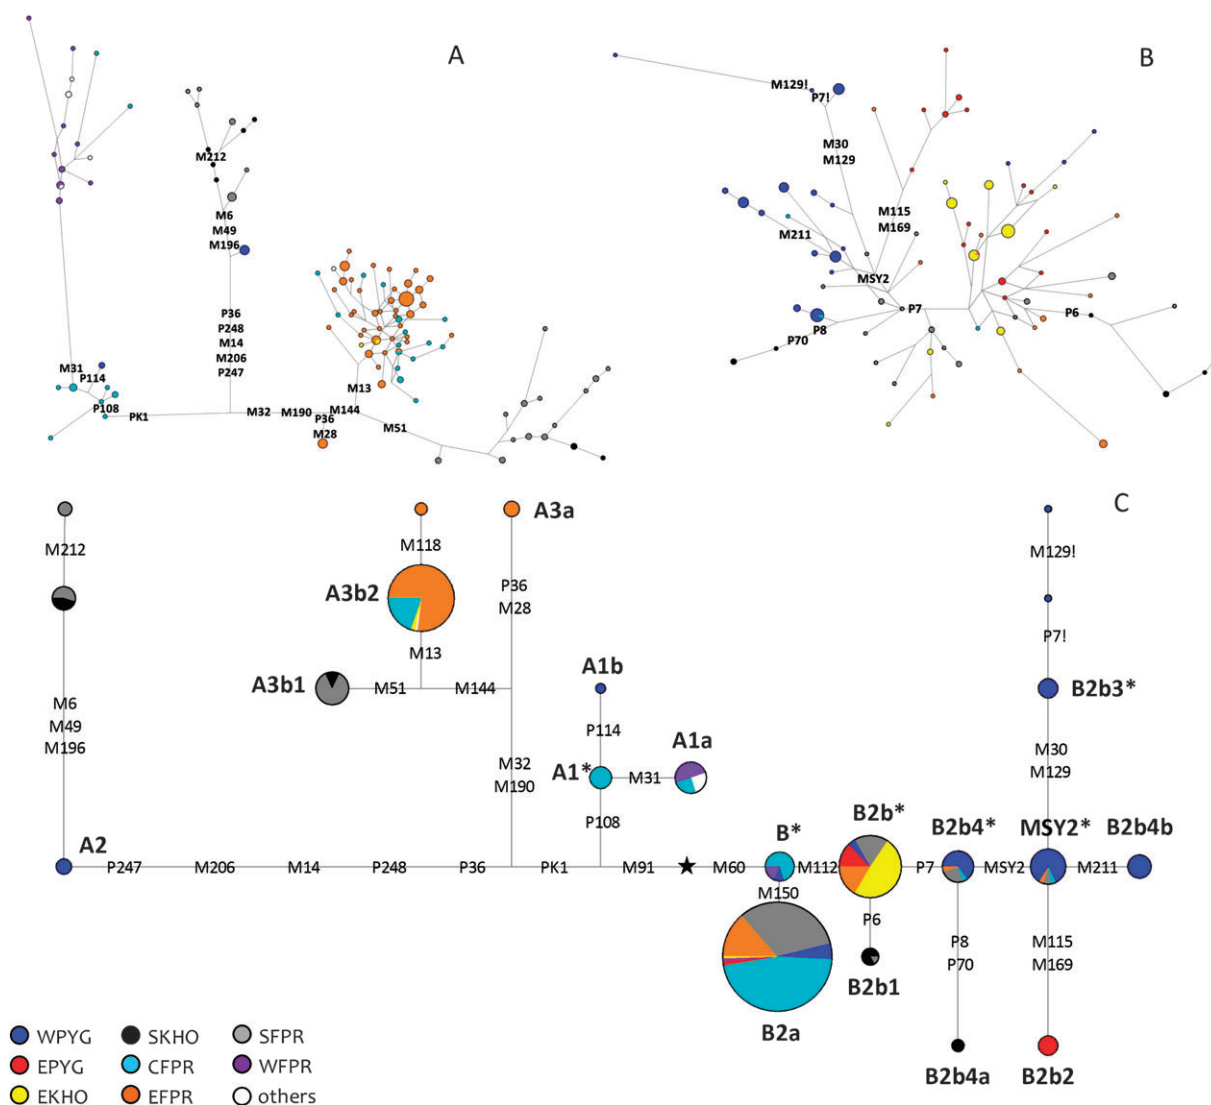 A
B
M129!
P7!
M30
M129
M212
M6
M49
M196
M115
M169
M211
MSY2
P36
P248
M14
M206
P247
P7
P6
P8
P70
M31
P114
P108
PK1
M32
M190
M144
P36
M28
M13
M51
C
A3a
M212
M118
M129!
A3b2
P36
M28
P7!
M13
A1b
A3b1
M51
M144
B2b3*
M6
M49
M196
P114
A1a
M32
M190
A1*
M31
M30
M129
P108
B2b*
B2b4*
MSY2*
B2b4b
A2
B*
P247
M206
M14
P248
P36
PK1
M91
M60
M112
P7
MSY2
M211
M150
P6
P8
P70
M115
M169
B2b1
B2a
B2b4a
B2b2
WPYG
SKHO
SFPR
EPYG
CFPR
WFPR
EKHO
EFPR
others